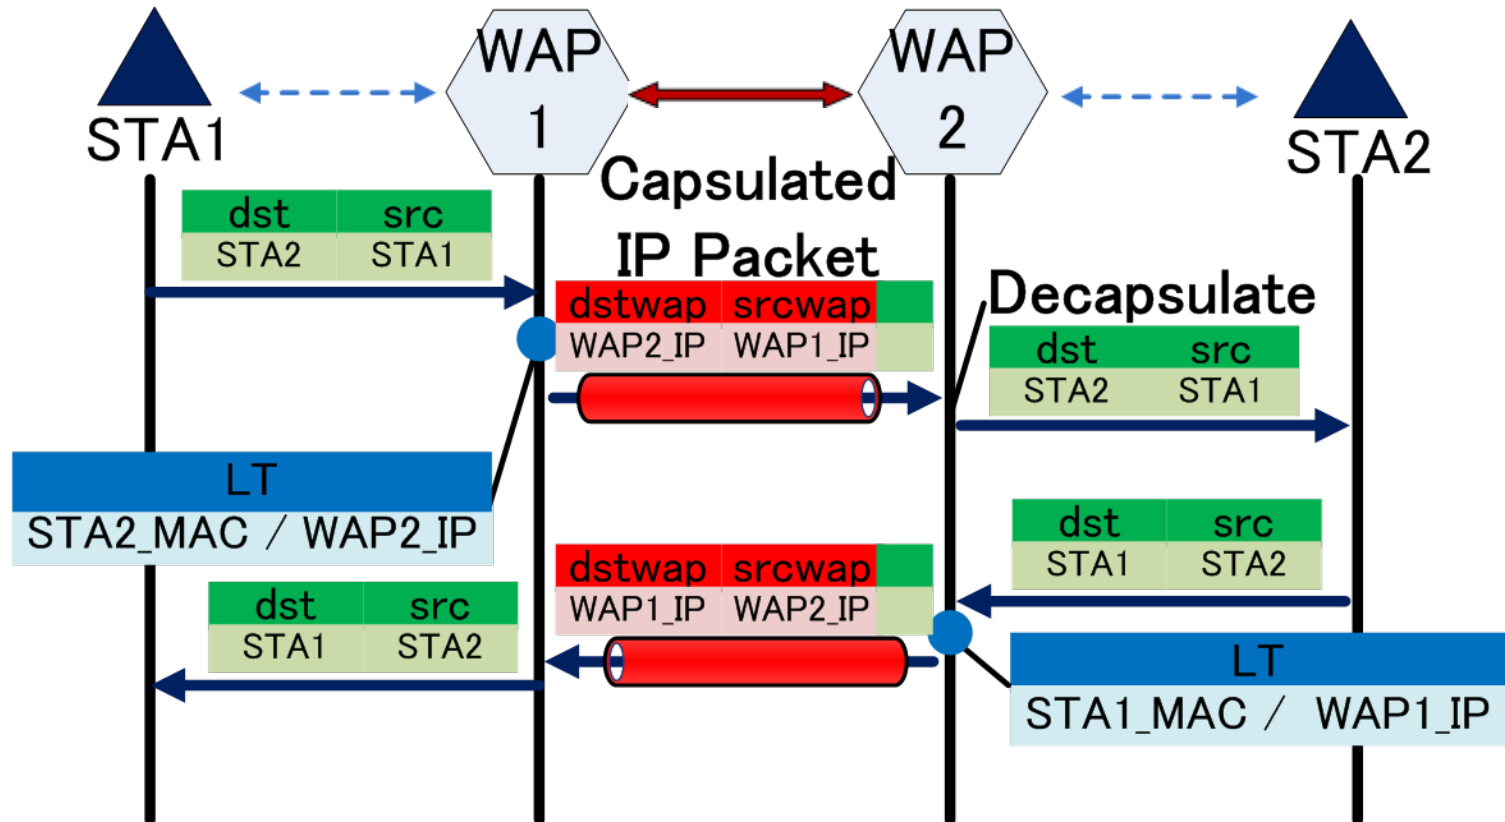 WAP
1
WAP
2
STA1
STA2
Capsulated
IP Packet
dst src
STA2 STA1
dstwap srcwap
WAP2_IP WAP1_IP
Decapsulate
dst src
STA2 STA1
LT
STA2_MAC / WAP2_IP
dst src
STA1 STA2
dstwap srcwap
WAP1_IP WAP2_IP
dst src
STA1 STA2
LT
STA1_MAC / WAP1_IP